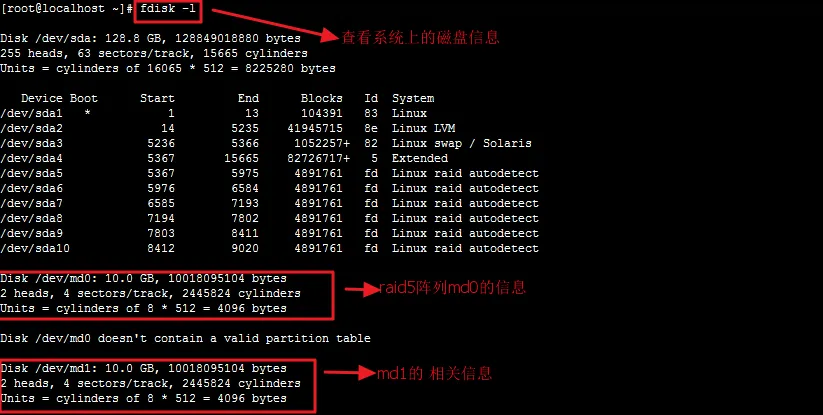 [root@localhost ~]# fdisk -l
Disk /dev/sda: 128.8 GB, 128849018880 bytes
查看系统上的磁盘信息
255 heads, 63 sectors/track, 15665 cylinders
Units = cylinders of 16065 * 512 = 8225280 bytes
Device Boot Start End Blocks Id System
/dev/sda1 * 1 13 104391 83 Linux
/dev/sda2 14 5235 41945715 8e Linux LVM
/dev/sda3 5236 5366 1052257+ 82 Linux swap / Solaris
/dev/sda4 5367 15665 82726717+ 5 Extended
/dev/sda5 5367 5975 4891761 fd Linux raid autodetect
/dev/sda6 5976 6584 4891761 fd Linux raid autodetect
/dev/sda7 6585 7193 4891761 fd Linux raid autodetect
/dev/sda8 7194 7802 4891761 fd Linux raid autodetect
/dev/sda9 7803 8411 4891761 fd Linux raid autodetect
/dev/sda10 8412 9020 4891761 fd Linux raid autodetect
Disk /dev/md0: 10.0 GB, 10018095104 bytes
2 heads, 4 sectors/track, 2445824 cylinders
raid5阵列md0的信息
Units = cylinders of 8 * 512 = 4096 bytes
Disk /dev/md0 doesn't contain a valid partition table
Disk /dev/md1: 10.0 GB, 10018095104 bytes
md1的 相关信息
2 heads, 4 sectors/track, 2445824 cylinders
Units = cylinders of 8 * 512 = 4096 bytes